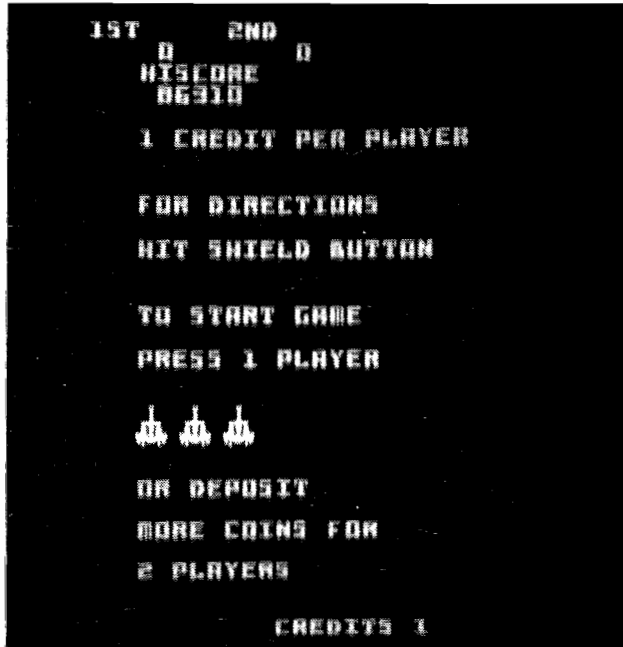 1ST 2ND
0 0
HISCORE
06910
1 CREDIT PER PLAYER
FOR DIRECTIONS
HIT SHIELD BUTTON
TO START GAME
PRESS 1 PLAYER
OR DEPOSIT
MORE COINS FOR
2 PLAYERS
CREDITS 1